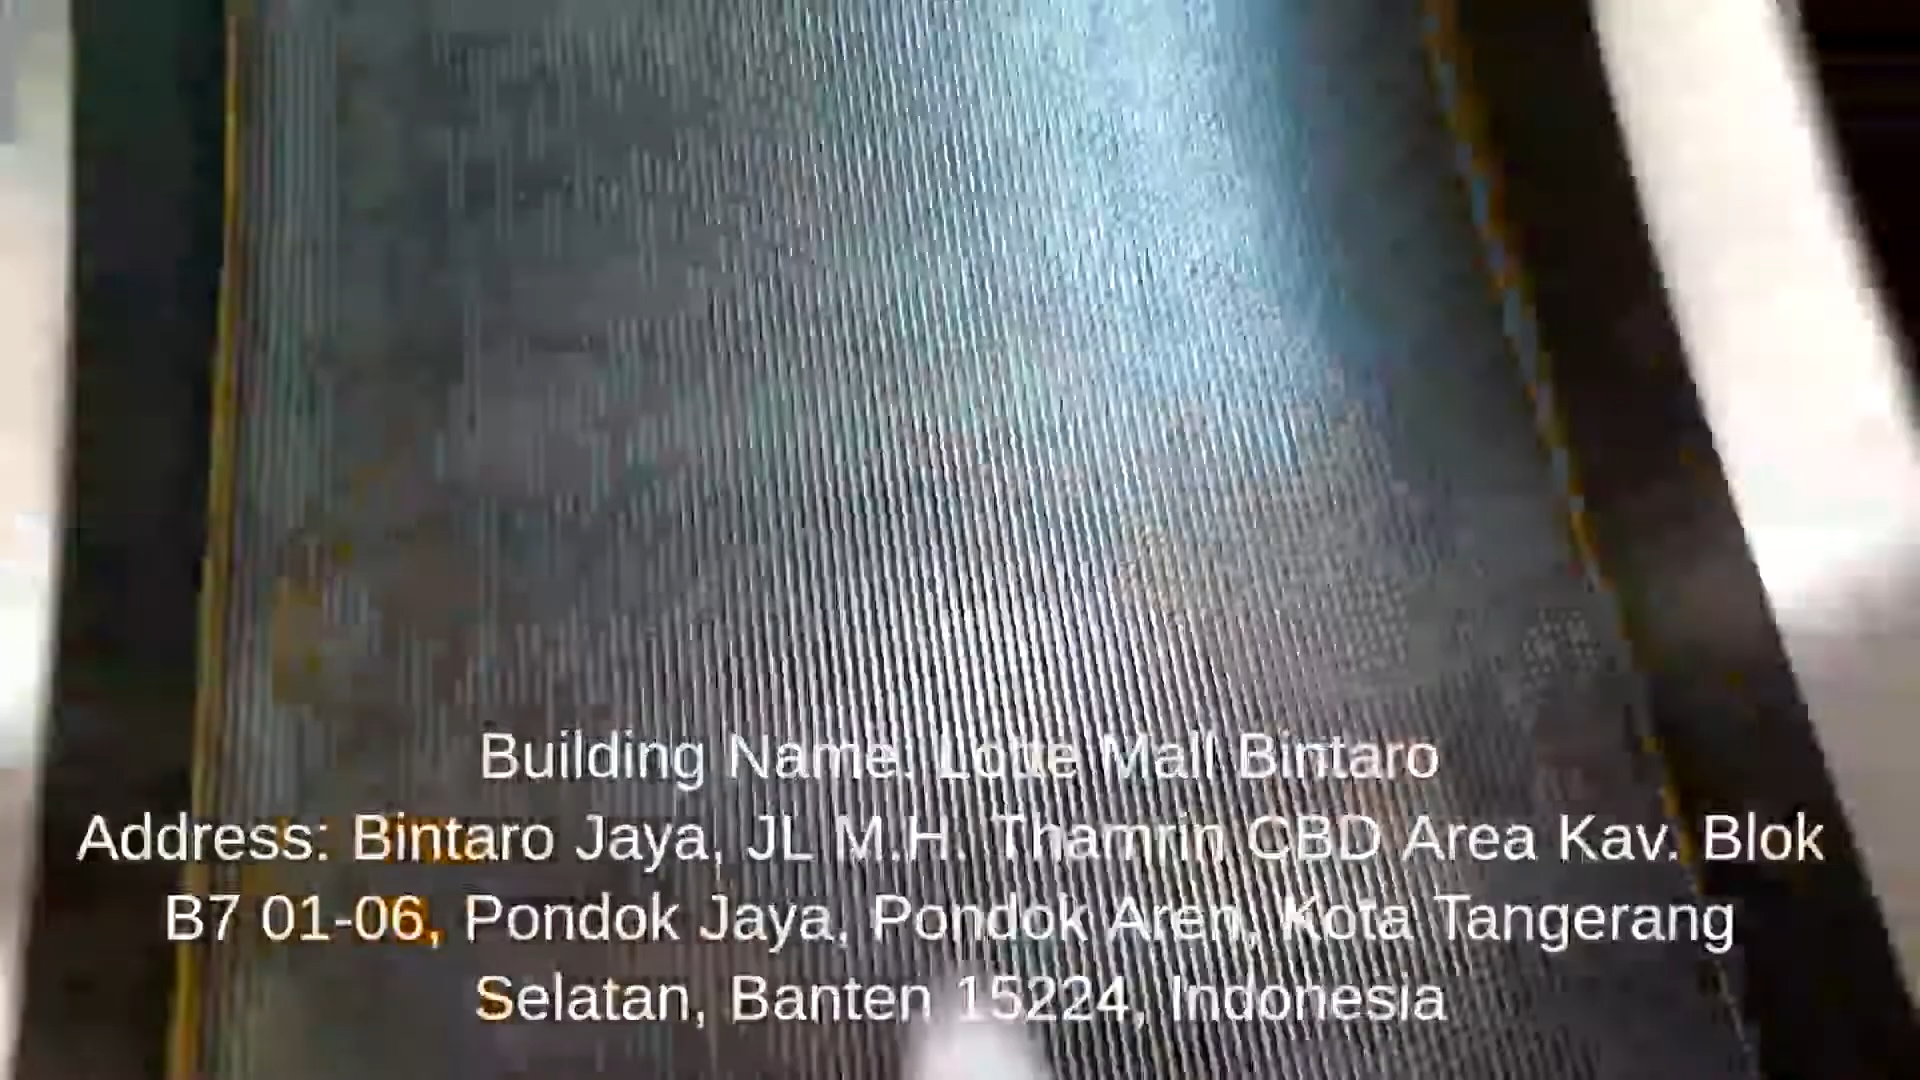 Building Name: Lotte Mall Bintaro
Address: Bintaro Jaya, JL M.H. Thamrin CBD Area Kav. Blok
B7 01-06, Pondok Jaya, Pondok Aren, Kota Tangerang
Selatan, Banten 15224, Indonesia